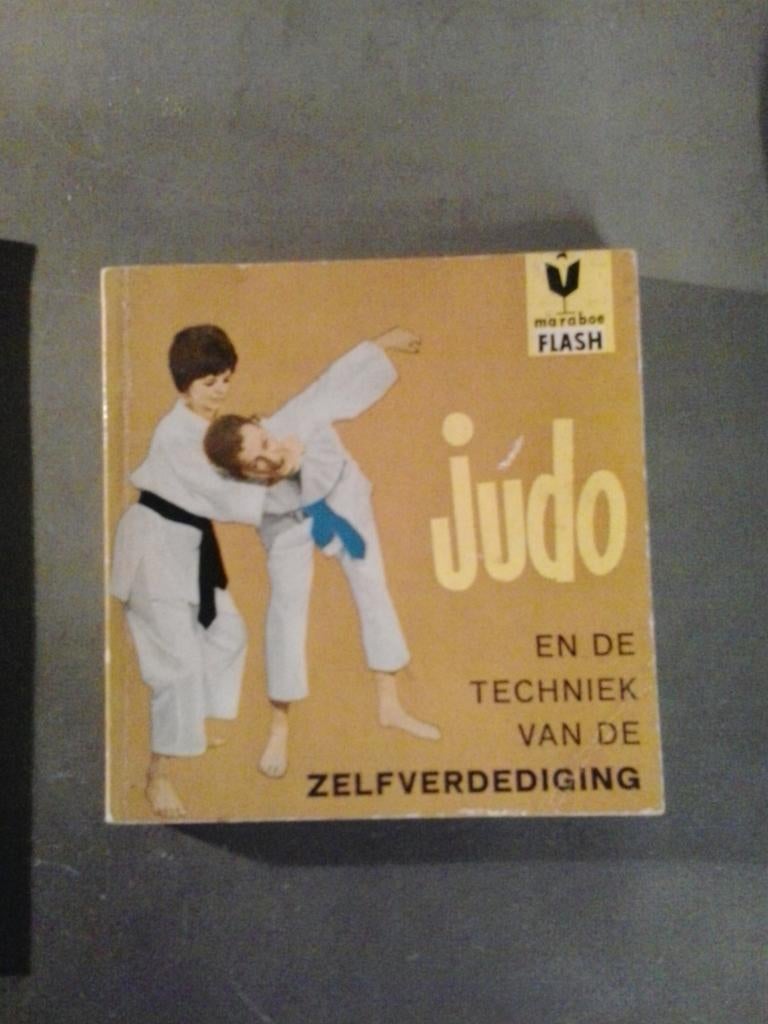 maraboe
FLASH
judo
EN DE
TECHNIEK
VAN DE
ZELFVERDEDIGING